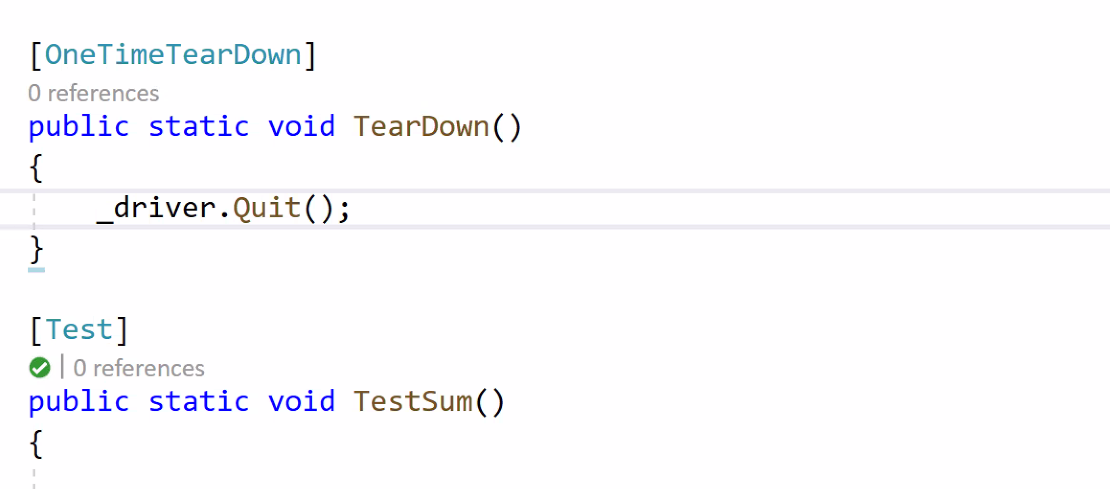 [OneTimeTearDown]
0 references
public static void TearDown()
{
_driver.Quit();
}
[Test]
| 0 references
public static void TestSum()
{